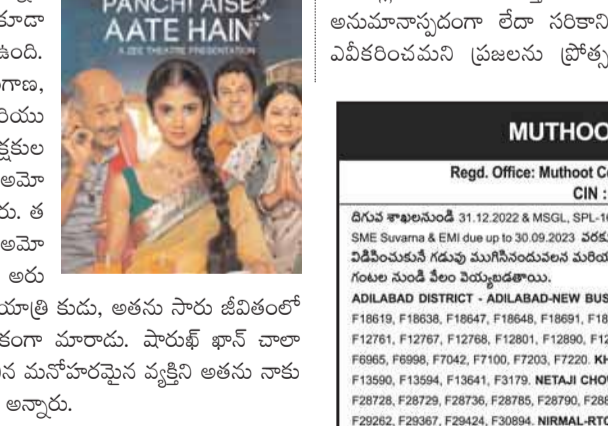 కూడా
ఉంది.
గాణ,
రియు
క్షకుల
అమో
రు. త
అమో
అరు
యాత్రి కుడు, అతను సారు జీవితంలో
కంగా మారాడు. షారుఖ్ ఖాన్ చాలా
న మనోహరమైన వ్యక్తిని అతను నాకు
అన్నారు.
PANCHI AISE
AATE HAIN
A ZEE THEATRE PRESENTATION
అనుమానాస్పదంగా లేదా సరికాని
ఎవీకరించమని ప్రజలను ప్రోత్స
MUTHOO
Regd. Office: Muthoot Ce
CIN :
దిగువ శాఖలనుండి 31.12.2022 & MSGL, SPL-16
SME Suvarna & EMI due up to 30.09.2023 వరకు
విడిపించుకునే గడువు ముగిసినందువలన మరియ
గంటల నుండి వేలం వెయ్యబడతాయి.
ADILABAD DISTRICT - ADILABAD-NEW BUS
F18619, F18638, F18647, F18648, F18691, F18
F12761, F12767, F12768, F12801, F12890, F12
F6965, F6998, F7042, F7100, F7203, F7220. KH
F13590, F13594, F13641, F3179. NETAJI CHOW
F28728, F28729, F28736, F28785, F28790, F288
F29262, F29367, F29424, F30894. NIRMAL-RTC